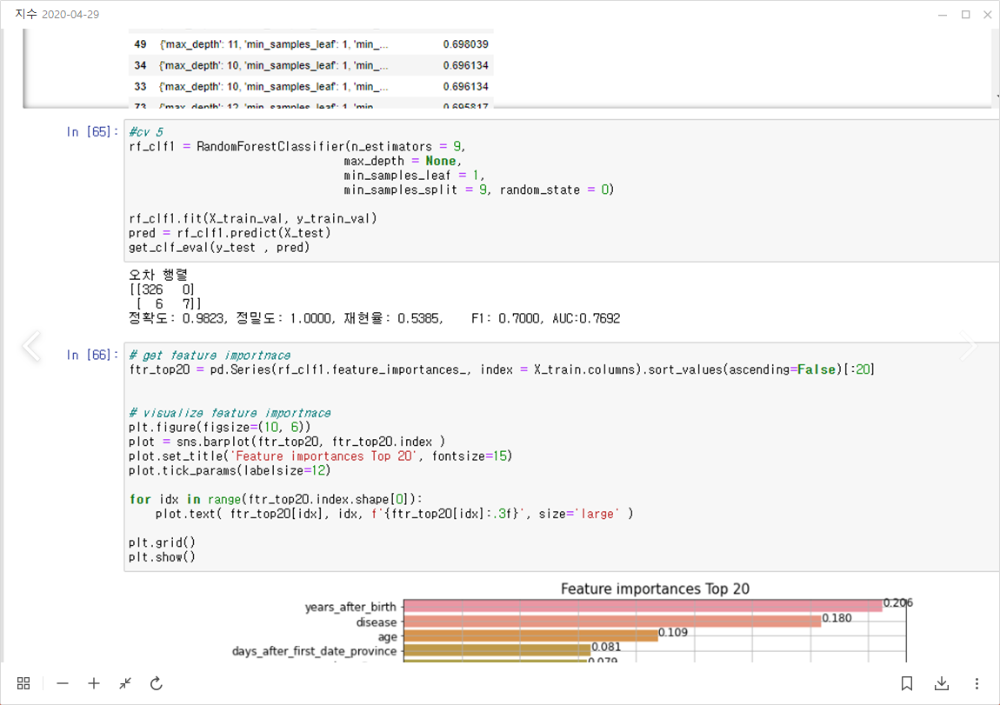 지수 2020-04-29
49 {'max_depth': 11, 'min_samples_leaf': 1, 'min_... 0.698039
34 {'max_depth': 10, 'min_samples_leaf': 1, 'min_... 0.696134
33 {'max_depth': 10, 'min_samples_leaf': 1, 'min_... 0.696134
73 {'max_depth': 12, 'min_samples_leaf': 1, 'min_... 0.695817
In [65]: #cv 5
rf_clf1 = RandomForestClassifier(n_estimators = 9,
max_depth = None,
min_samples_leaf = 1,
min_samples_split = 9, random_state = 0)
rf_clf1.fit(X_train_val, y_train_val)
pred = rf_clf1.predict(X_test)
get_clf_eval(y_test , pred)
오차 행렬
[[326   0]
 [  6   7]]
정확도: 0.9823, 정밀도: 1.0000, 재현율: 0.5385,    F1: 0.7000, AUC:0.7692
In [66]: # get feature importnace
ftr_top20 = pd.Series(rf_clf1.feature_importances_, index = X_train.columns).sort_values(ascending=False)[:20]
# visualize feature importnace
plt.figure(figsize=(10, 6))
plot = sns.barplot(ftr_top20, ftr_top20.index )
plot.set_title('Feature importances Top 20', fontsize=15)
plot.tick_params(labelsize=12)
for idx in range(ftr_top20.index.shape[0]):
plot.text( ftr_top20[idx], idx, f'{ftr_top20[idx]:.3f}', size='large' )
plt.grid()
plt.show()
Feature importances Top 20
years_after_birth 0.206
disease 0.180
age 0.109
days_after_first_date_province 0.081
0.079